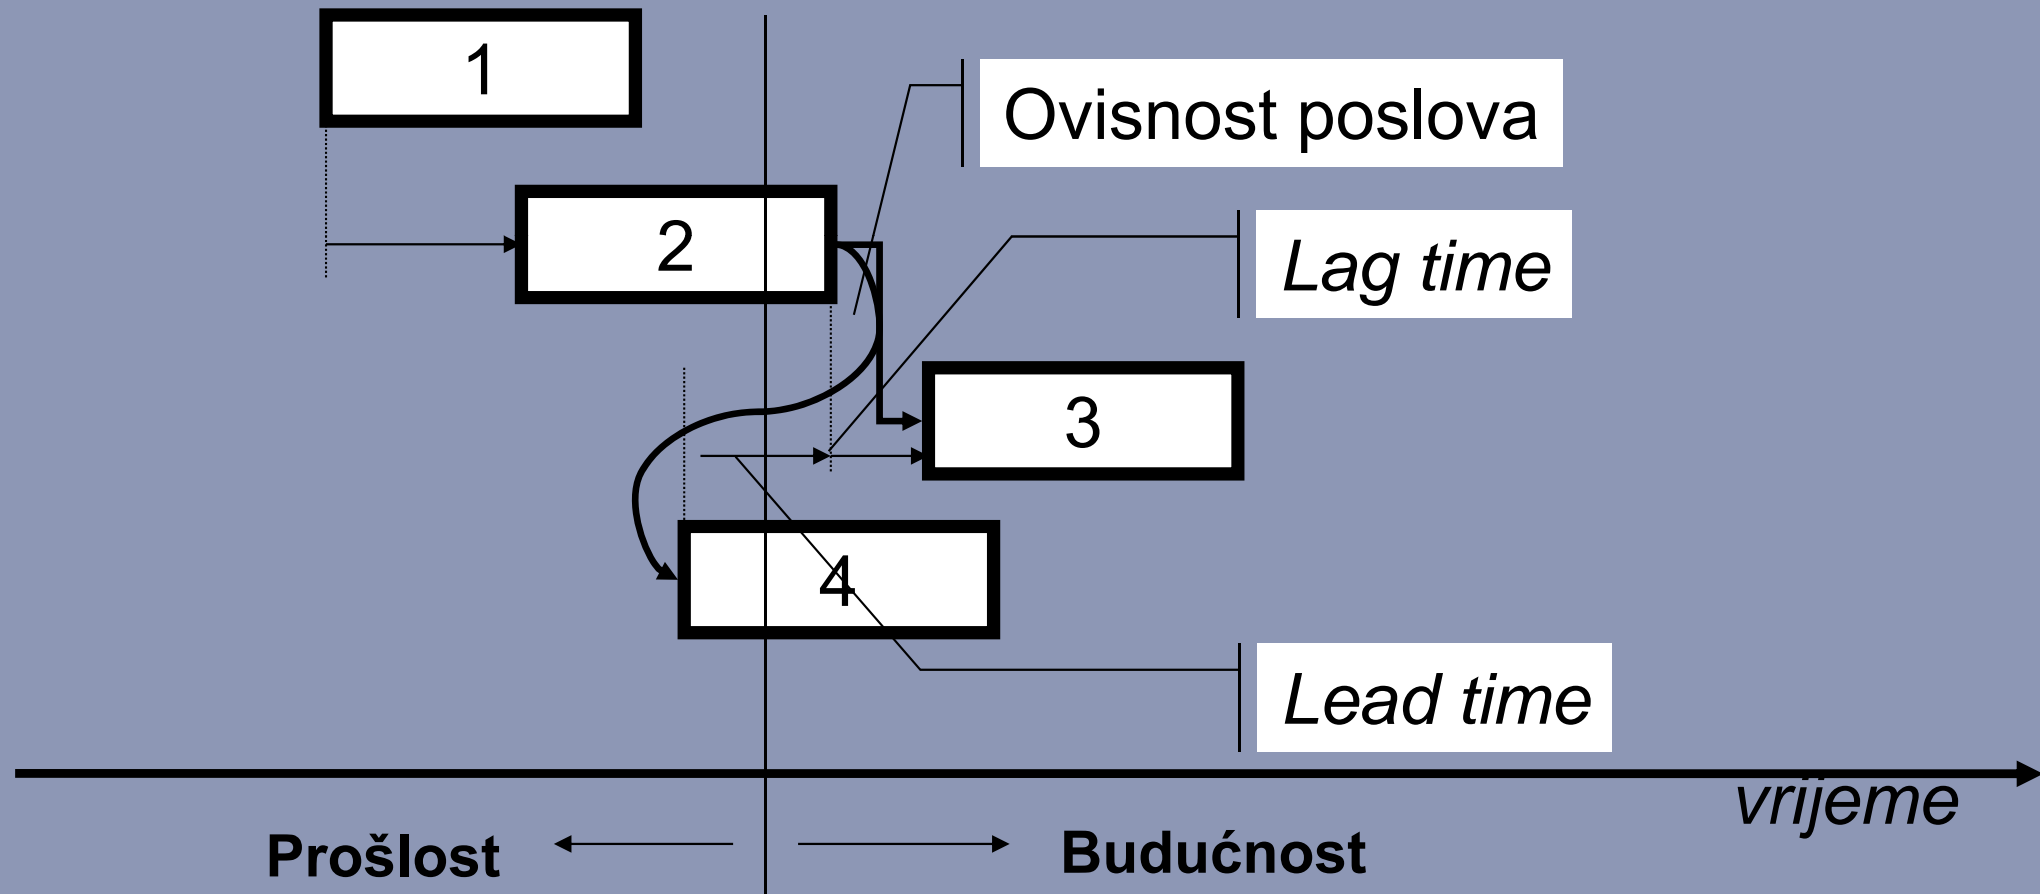 1
Ovisnost poslova
2
Lag time
3
4
Lead time
vrijeme
Prošlost
Budućnost